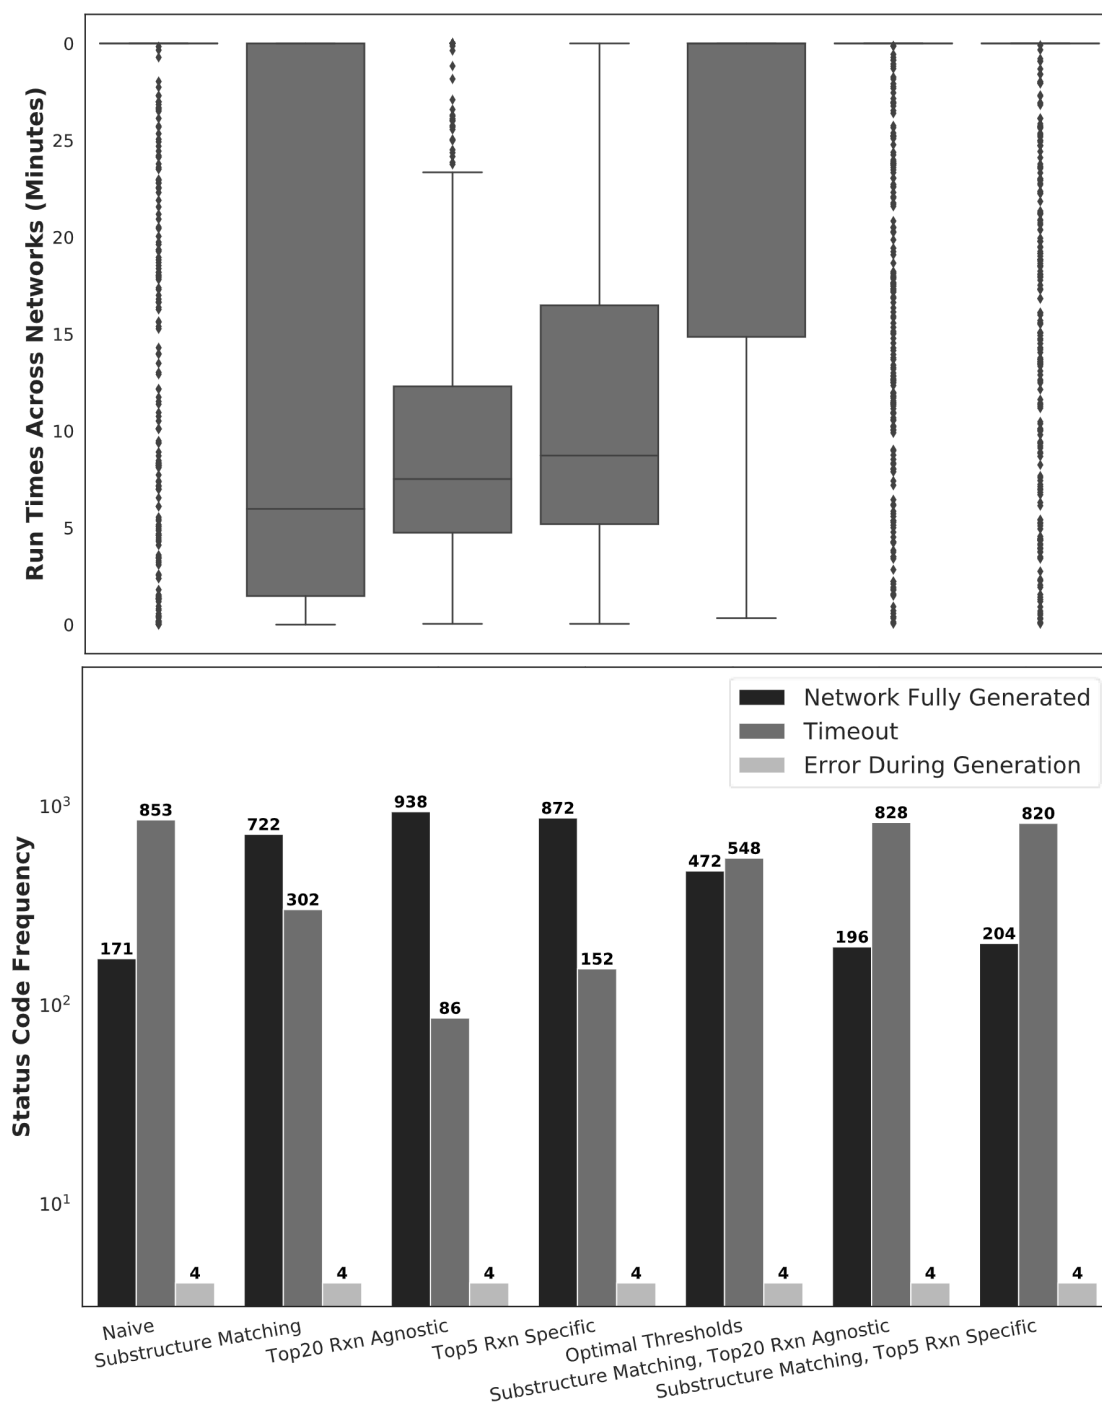 Run Times Across Networks (Minutes)
0
25
20
15
10
5
0
Status Code Frequency
10³
10²
10¹
Network Fully Generated
Timeout
Error During Generation
171 853 4
722 302 4
938 86 4
872 152 4
472 548 4
196 828 4
204 820 4
Naive
Substructure Matching
Top20 Rxn Agnostic
Top5 Rxn Specific
Optimal Thresholds
Substructure Matching, Top20 Rxn Agnostic
Substructure Matching, Top5 Rxn Specific